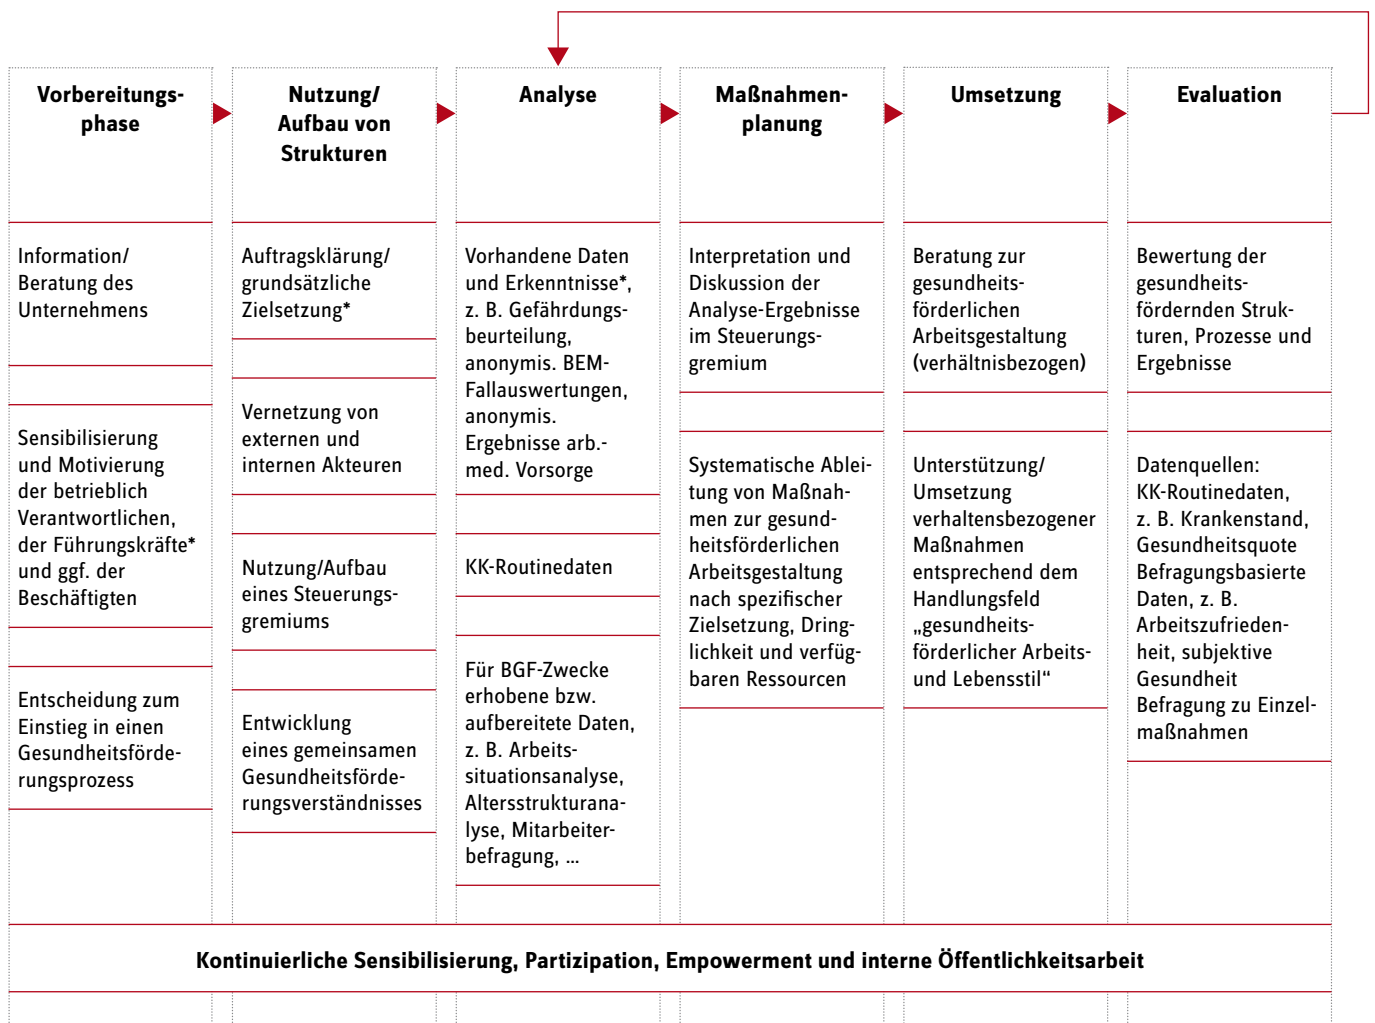 Vorbereitungs-
phase
Nutzung/
Aufbau von
Strukturen
Analyse
Maßnahmen-
planung
Umsetzung
Evaluation
Information/
Beratung des
Unternehmens
Sensibilisierung
und Motivierung
der betrieblich
Verantwortlichen,
der Führungskräfte*
und ggf. der
Beschäftigten
Entscheidung zum
Einstieg in einen
Gesundheitsförde-
rungsprozess
Auftragsklärung/
grundsätzliche
Zielsetzung*
Vernetzung von
externen und
internen Akteuren
Nutzung/Aufbau
eines Steuerungs-
gremiums
Entwicklung
eines gemeinsamen
Gesundheitsförde-
rungsverständnisses
Vorhandene Daten
und Erkenntnisse*,
z. B. Gefährdungs-
beurteilung,
anonymis. BEM-
Fallauswertungen,
anonymis.
Ergebnisse arb.-
med. Vorsorge
KK-Routinedaten
Für BGF-Zwecke
erhobene bzw.
aufbereitete Daten,
z. B. Arbeits-
situationsanalyse,
Altersstrukturana-
lyse, Mitarbeiter-
befragung, ...
Interpretation und
Diskussion der
Analyse-Ergebnisse
im Steuerungs-
gremium
Systematische Ablei-
tung von Maßnah-
men zur gesund-
heitsförderlichen
Arbeitsgestaltung
nach spezifischer
Zielsetzung, Dring-
lichkeit und verfüg-
baren Ressourcen
Beratung zur
gesundheits-
förderlichen
Arbeitsgestaltung
(verhältnisbezogen)
Unterstützung/
Umsetzung
verhaltensbezogener
Maßnahmen
entsprechend dem
Handlungsfeld
„gesundheits-
förderlicher Arbeits-
und Lebensstil“
Bewertung der
gesundheits-
fördernden Struk-
turen, Prozesse und
Ergebnisse
Datenquellen:
KK-Routinedaten,
z. B. Krankenstand,
Gesundheitsquote
Befragungsbasierte
Daten, z. B.
Arbeitszufrieden-
heit, subjektive
Gesundheit
Befragung zu Einzel-
maßnahmen
Kontinuierliche Sensibilisierung, Partizipation, Empowerment und interne Öffentlichkeitsarbeit